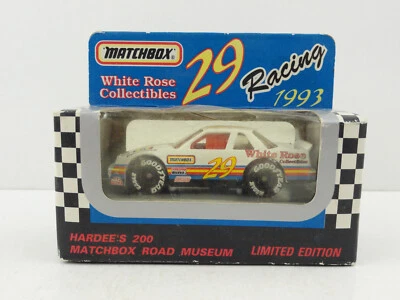 MATCHBOX
White Rose
Collectibles
29
Racing
1993
MATCHBOX
29
White Rose
Collectibles
GOODYEAR
GOODYEAR
HARDEE'S 200
MATCHBOX ROAD MUSEUM
LIMITED EDITION